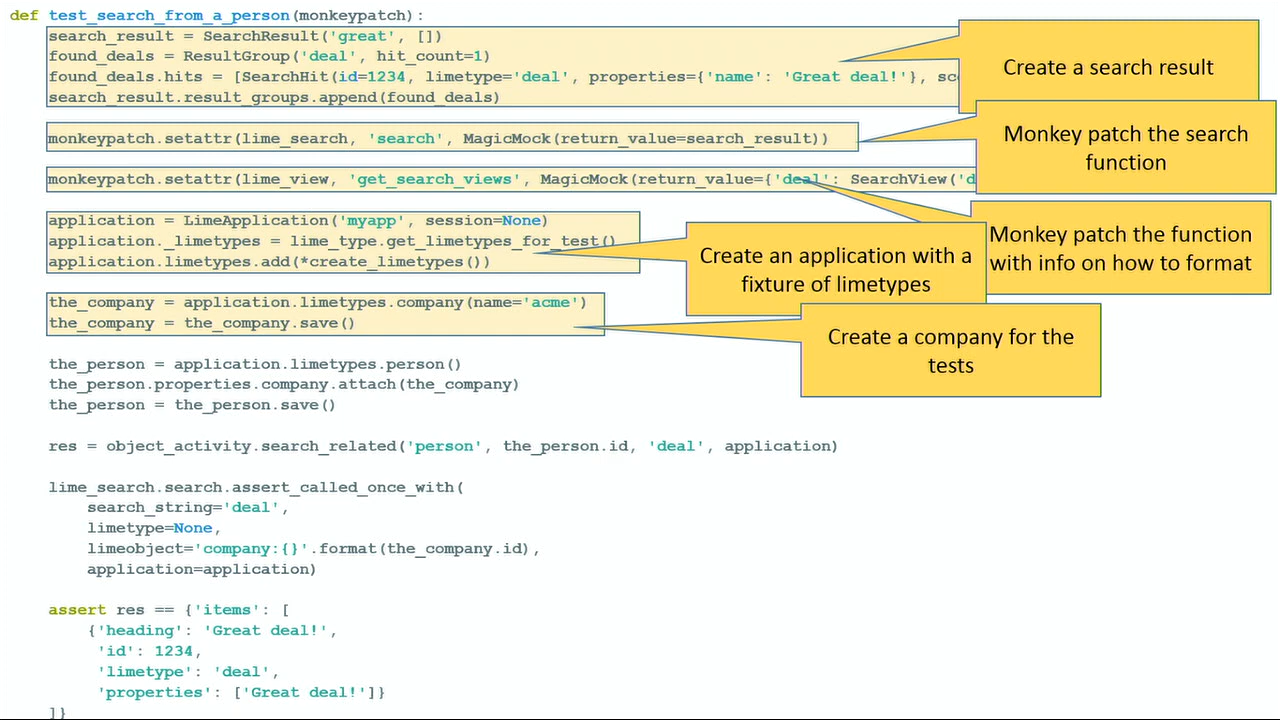 def test_search_from_a_person(monkeypatch):
search_result = SearchResult('great', [])
found_deals = ResultGroup('deal', hit_count=1)
found_deals.hits = [SearchHit(id=1234, limetype='deal', properties={'name': 'Great deal!'},
search_result.result_groups.append(found_deals)
Create a search result
monkeypatch.setattr(lime_search, 'search', MagicMock(return_value=search_result))
Monkey patch the search
function
monkeypatch.setattr(lime_view, 'get_search_views', MagicMock(return_value={'deal': SearchView('d
Monkey patch the function
with info on how to format
application = LimeApplication('myapp', session=None)
application._limetypes = lime_type.get_limetypes_for_test()
application.limetypes.add(*create_limetypes())
Create an application with a
fixture of limetypes
the_company = application.limetypes.company(name='acme')
the_company = the_company.save()
Create a company for the
tests
the_person = application.limetypes.person()
the_person.properties.company.attach(the_company)
the_person = the_person.save()
res = object_activity.search_related('person', the_person.id, 'deal', application)
lime_search.search.assert_called_once_with(
search_string='deal',
limetype=None,
limeobject='company:{}'.format(the_company.id),
application=application)
assert res == {'items': [
{'heading': 'Great deal!',
'id': 1234,
'limetype': 'deal',
'properties': ['Great deal!']}
]}